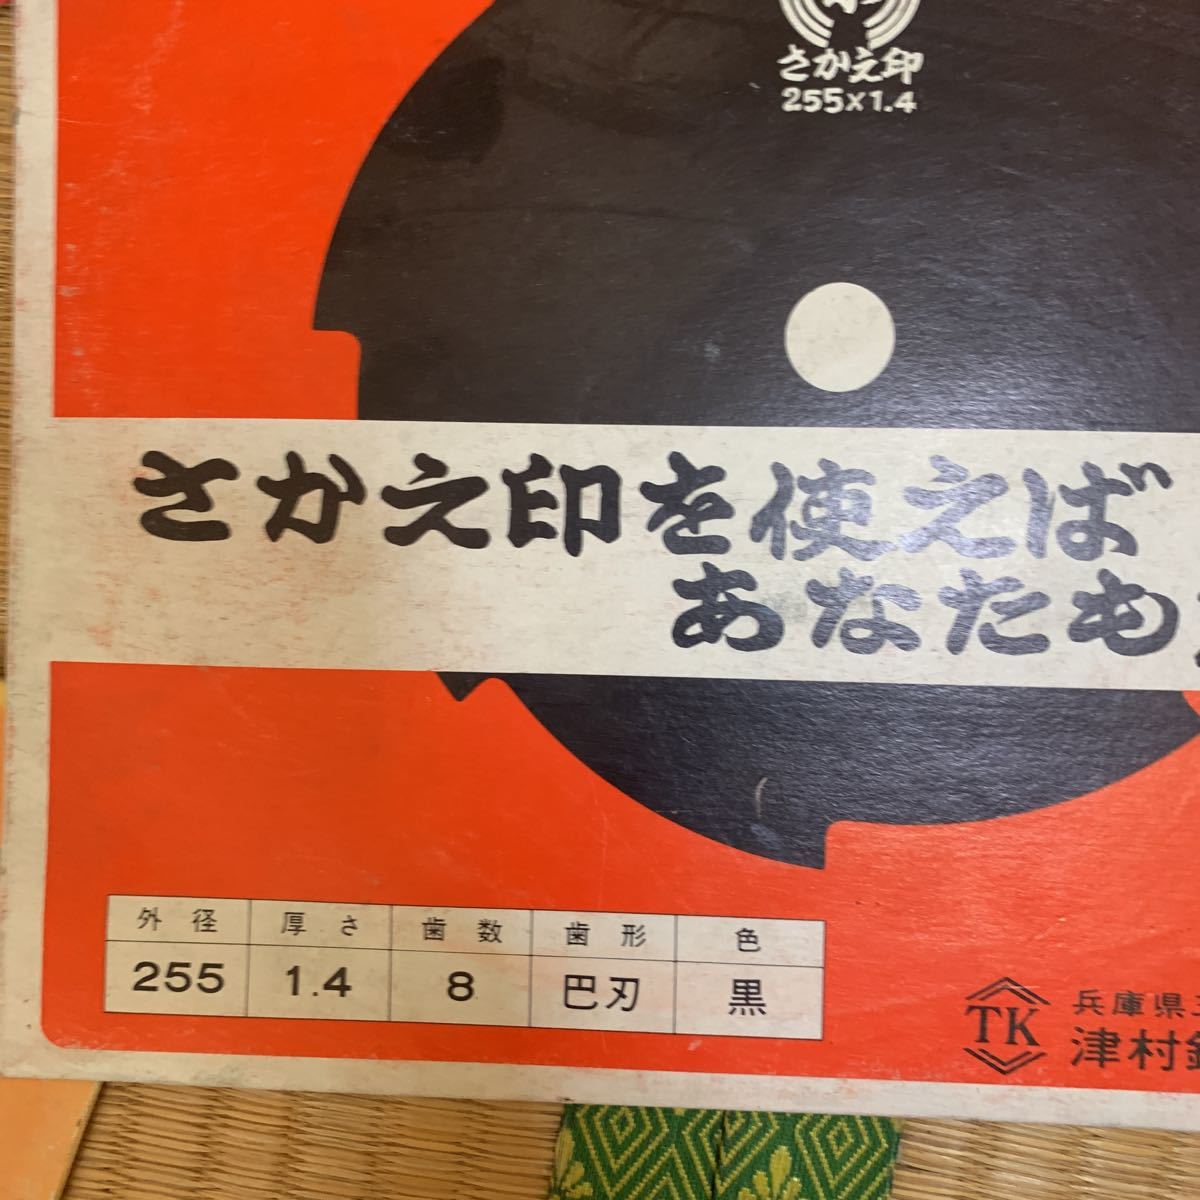 さかえ印
255×1.4
さかえ印を使えば
あなたも
外径 厚さ 歯数 歯形 色
255 1.4 8 巴刃 黒
TK
兵庫県
津村